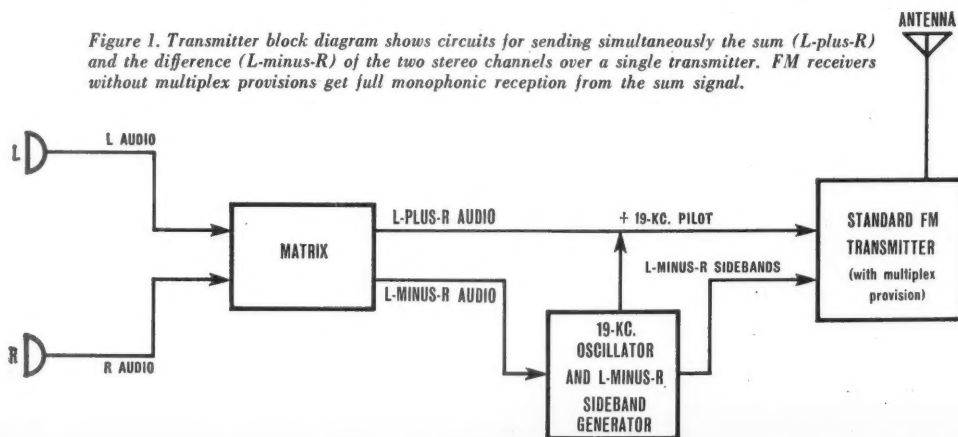 ANTENNA
Figure 1. Transmitter block diagram shows circuits for sending simultaneously the sum (L-plus-R)
and the difference (L-minus-R) of the two stereo channels over a single transmitter. FM receivers
without multiplex provisions get full monophonic reception from the sum signal.
L
L AUDIO
R
R AUDIO
MATRIX
L-PLUS-R AUDIO
+ 19-KC. PILOT
L-MINUS-R AUDIO
L-MINUS-R SIDEBANDS
19-KC.
OSCILLATOR
AND L-MINUS-R
SIDEBAND
GENERATOR
STANDARD FM
TRANSMITTER
(with multiplex
provision)